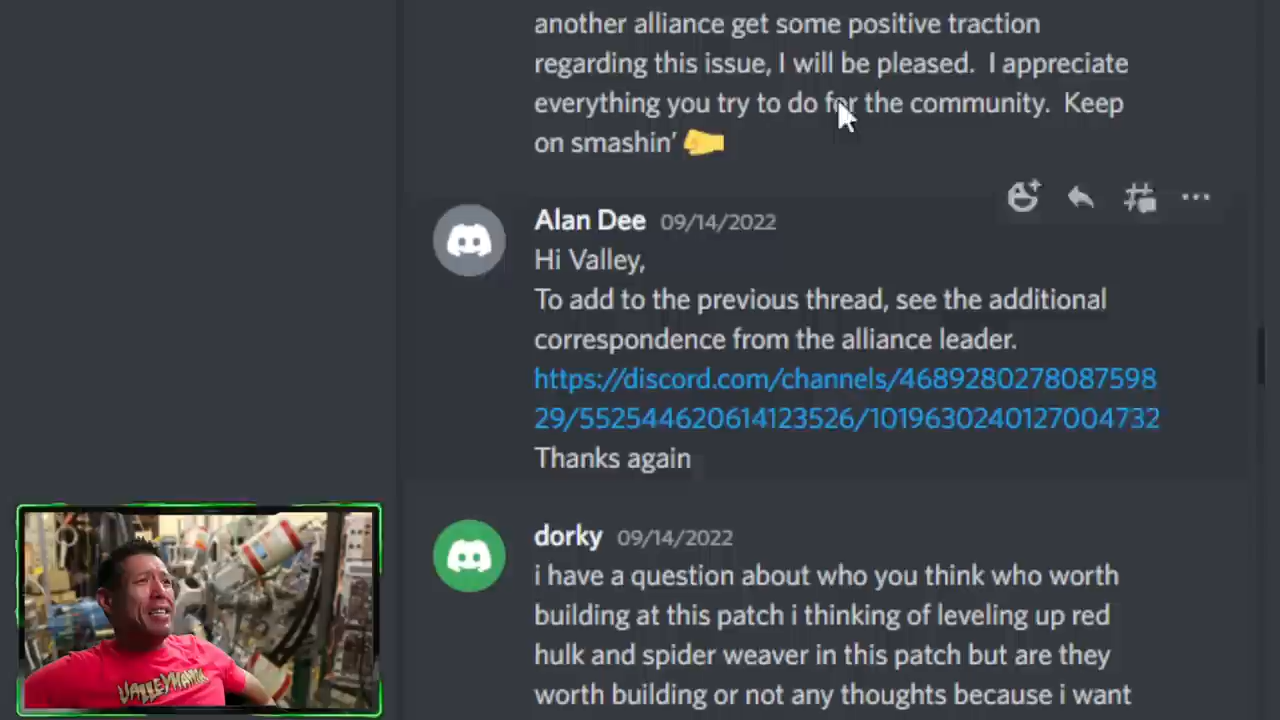 another alliance get some positive traction
regarding this issue, I will be pleased.  I appreciate
everything you try to do for the community.  Keep
on smashin'
Alan Dee 09/14/2022
Hi Valley,
To add to the previous thread, see the additional
correspondence from the alliance leader.
https://discord.com/channels/4689280278087598
29/552544620614123526/1019630240127004732
Thanks again
dorky 09/14/2022
i have a question about who you think who worth
building at this patch i thinking of leveling up red
hulk and spider weaver in this patch but are they
worth building or not any thoughts because i want